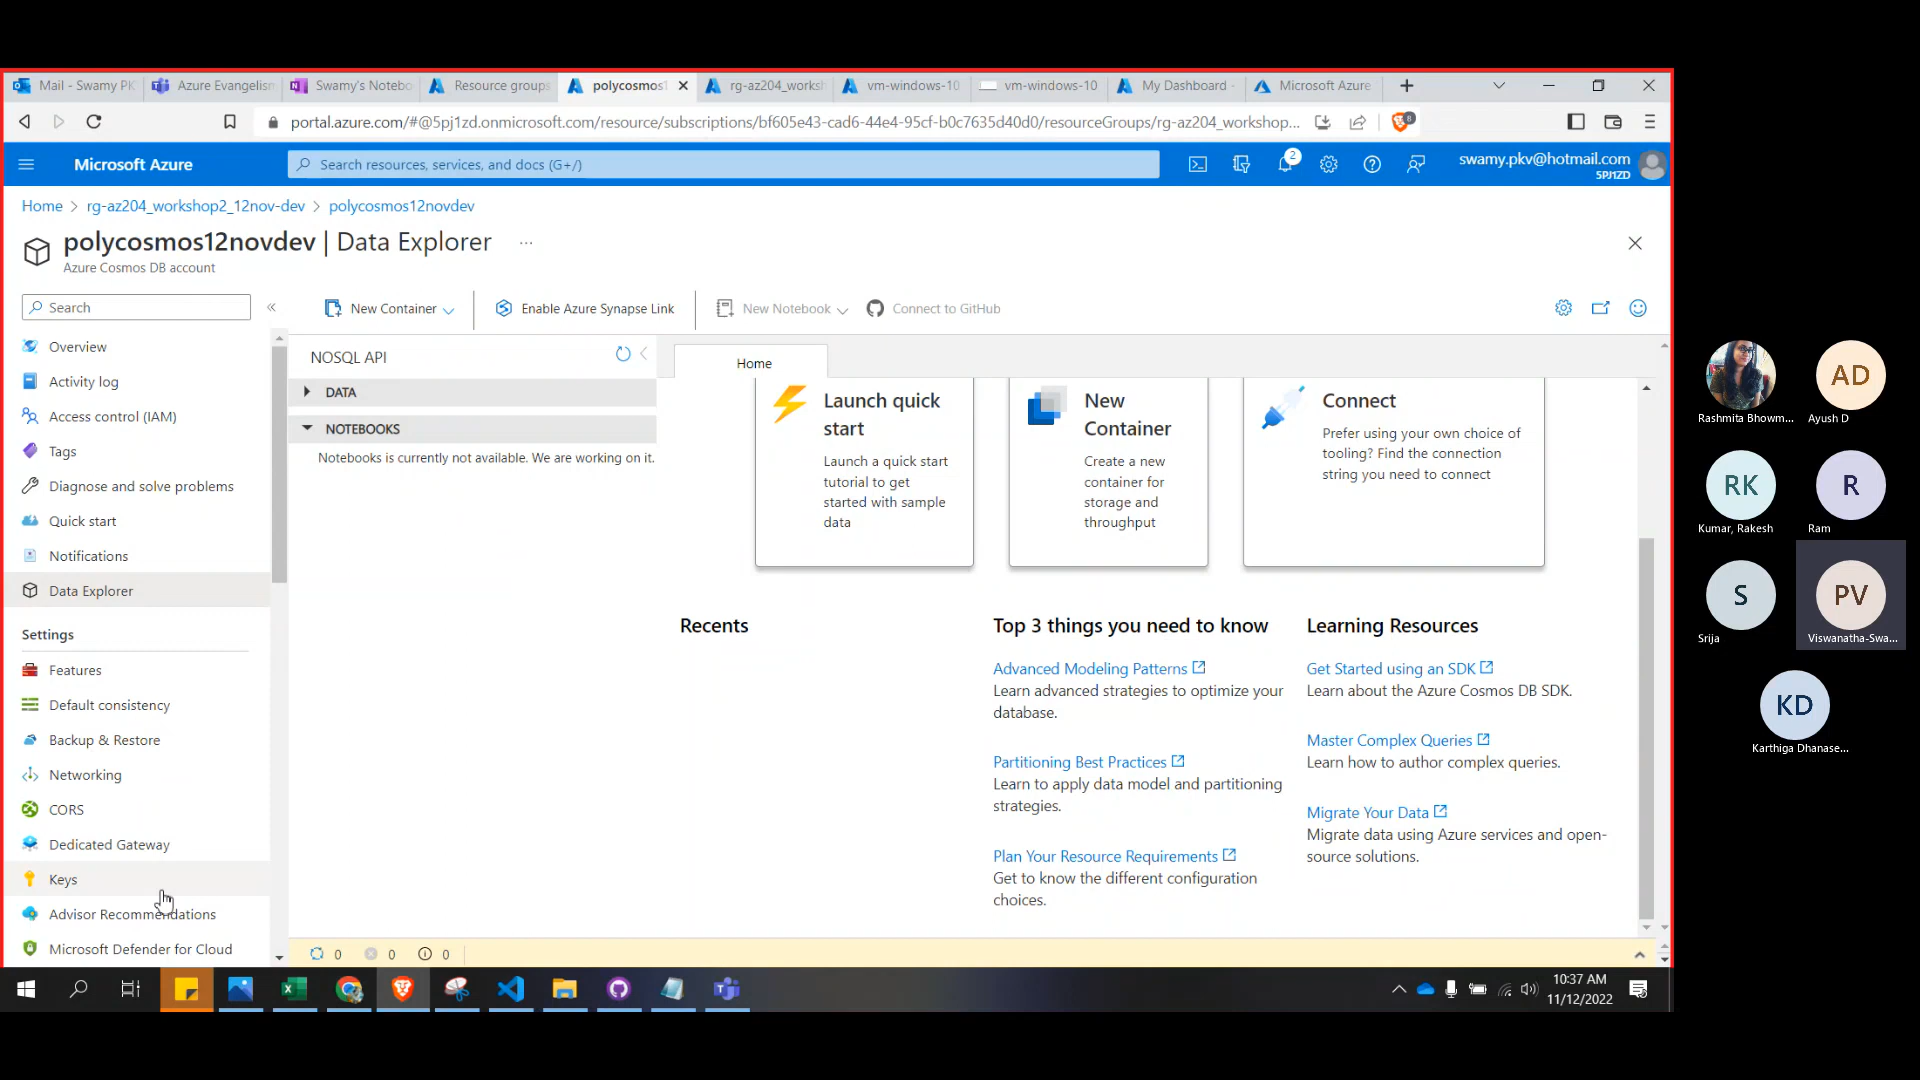 Mail - Swamy PK
Azure Evangelism
Swamy's Notebo
Resource groups
polycosmos1
rg-az204_worksh
vm-windows-10
vm-windows-10
My Dashboard -
Microsoft Azure
portal.azure.com/#@5pj1zd.onmicrosoft.com/resource/subscriptions/bf605e43-cad6-44e4-95cf-b0c7635d40d0/resourceGroups/rg-az204_workshop...
8
Microsoft Azure
Search resources, services, and docs (G+/)
2
swamy.pkv@hotmail.com
5PJ1ZD
Home > rg-az204_workshop2_12nov-dev > polycosmos12novdev
polycosmos12novdev | Data Explorer ...
Azure Cosmos DB account
Search
«
New Container
Enable Azure Synapse Link
New Notebook
Connect to GitHub
Overview
Activity log
Access control (IAM)
Tags
Diagnose and solve problems
Quick start
Notifications
Data Explorer
Settings
Features
Default consistency
Backup & Restore
Networking
CORS
Dedicated Gateway
Keys
Advisor Recommendations
Microsoft Defender for Cloud
NOSQL API
DATA
NOTEBOOKS
Notebooks is currently not available. We are working on it.
Home
Launch quick
start
Launch a quick start
tutorial to get
started with sample
data
New
Container
Create a new
container for
storage and
throughput
Connect
Prefer using your own choice of
tooling? Find the connection
string you need to connect
Recents
Top 3 things you need to know
Advanced Modeling Patterns
Learn advanced strategies to optimize your
database.
Partitioning Best Practices
Learn to apply data model and partitioning
strategies.
Plan Your Resource Requirements
Get to know the different configuration
choices.
Learning Resources
Get Started using an SDK
Learn about the Azure Cosmos DB SDK.
Master Complex Queries
Learn how to author complex queries.
Migrate Your Data
Migrate data using Azure services and open-
source solutions.
0
0
0
10:37 AM
11/12/2022
Rashmita Bhowm...
AD
Ayush D
RK
Kumar, Rakesh
R
Ram
S
Srija
PV
Viswanatha-Swa...
KD
Karthiga Dhanase...